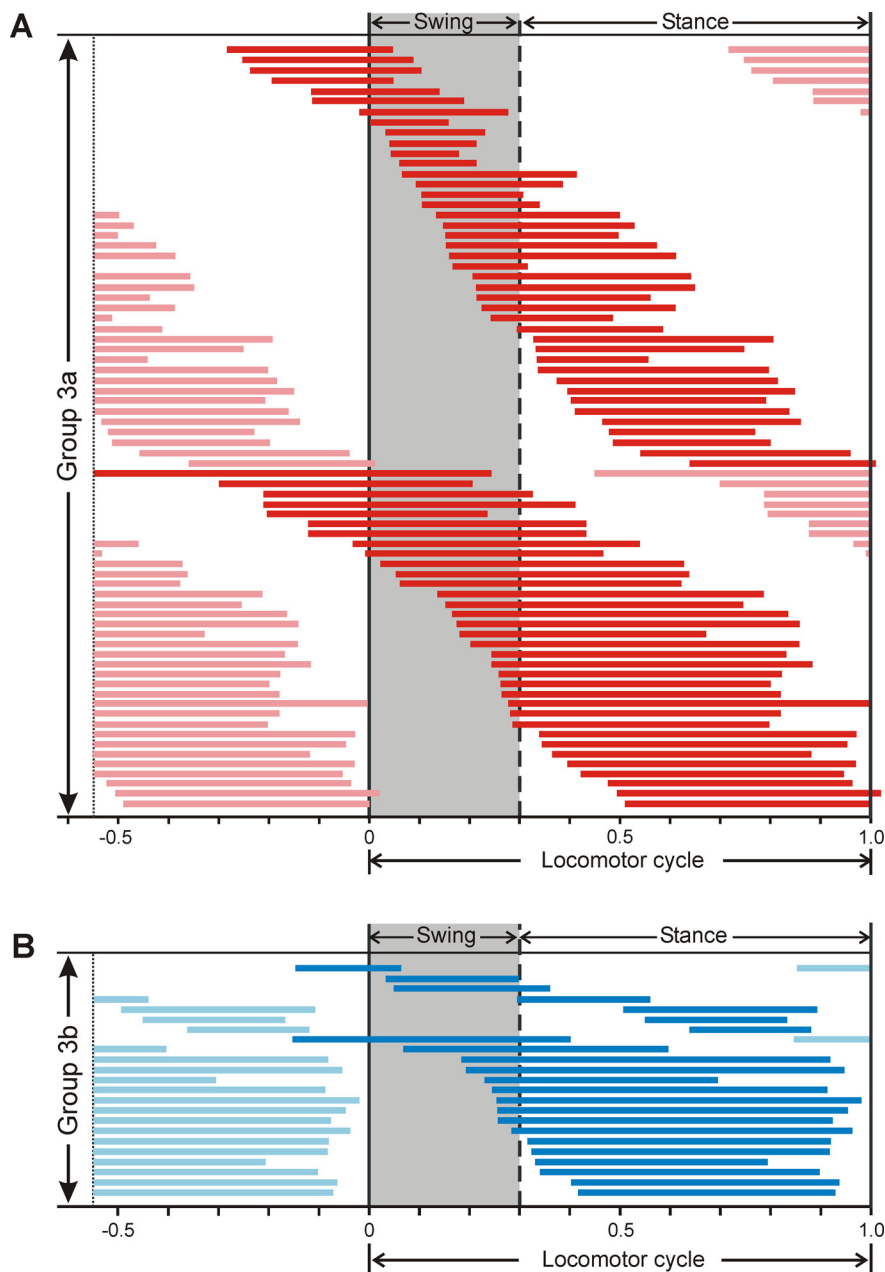 A
Swing
Stance
Group 3a
-0.5
0
0.5
1.0
Locomotor cycle
B
Swing
Stance
Group 3b
-0.5
0
0.5
1.0
Locomotor cycle